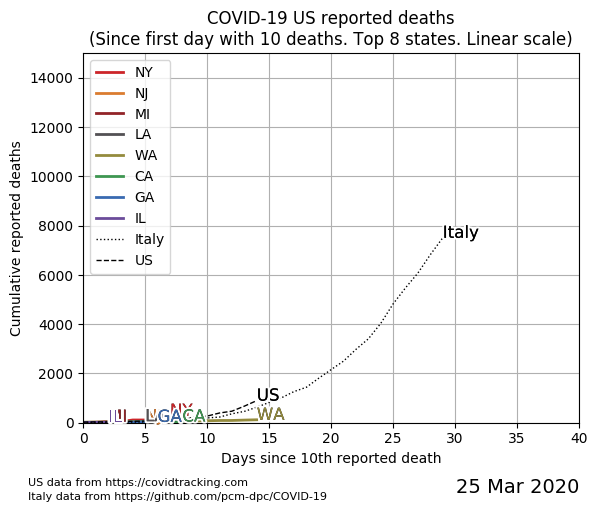 COVID-19 US reported deaths
(Since first day with 10 deaths. Top 8 states. Linear scale)
Cumulative reported deaths
14000
12000
10000
8000
6000
4000
2000
0
NY
NJ
MI
LA
WA
CA
GA
IL
Italy
US
Italy
US
NY
GA
CA
WA
0 5 10 15 20 25 30 35 40
Days since 10th reported death
US data from https://covidtracking.com
Italy data from https://github.com/pcm-dpc/COVID-19
25 Mar 2020